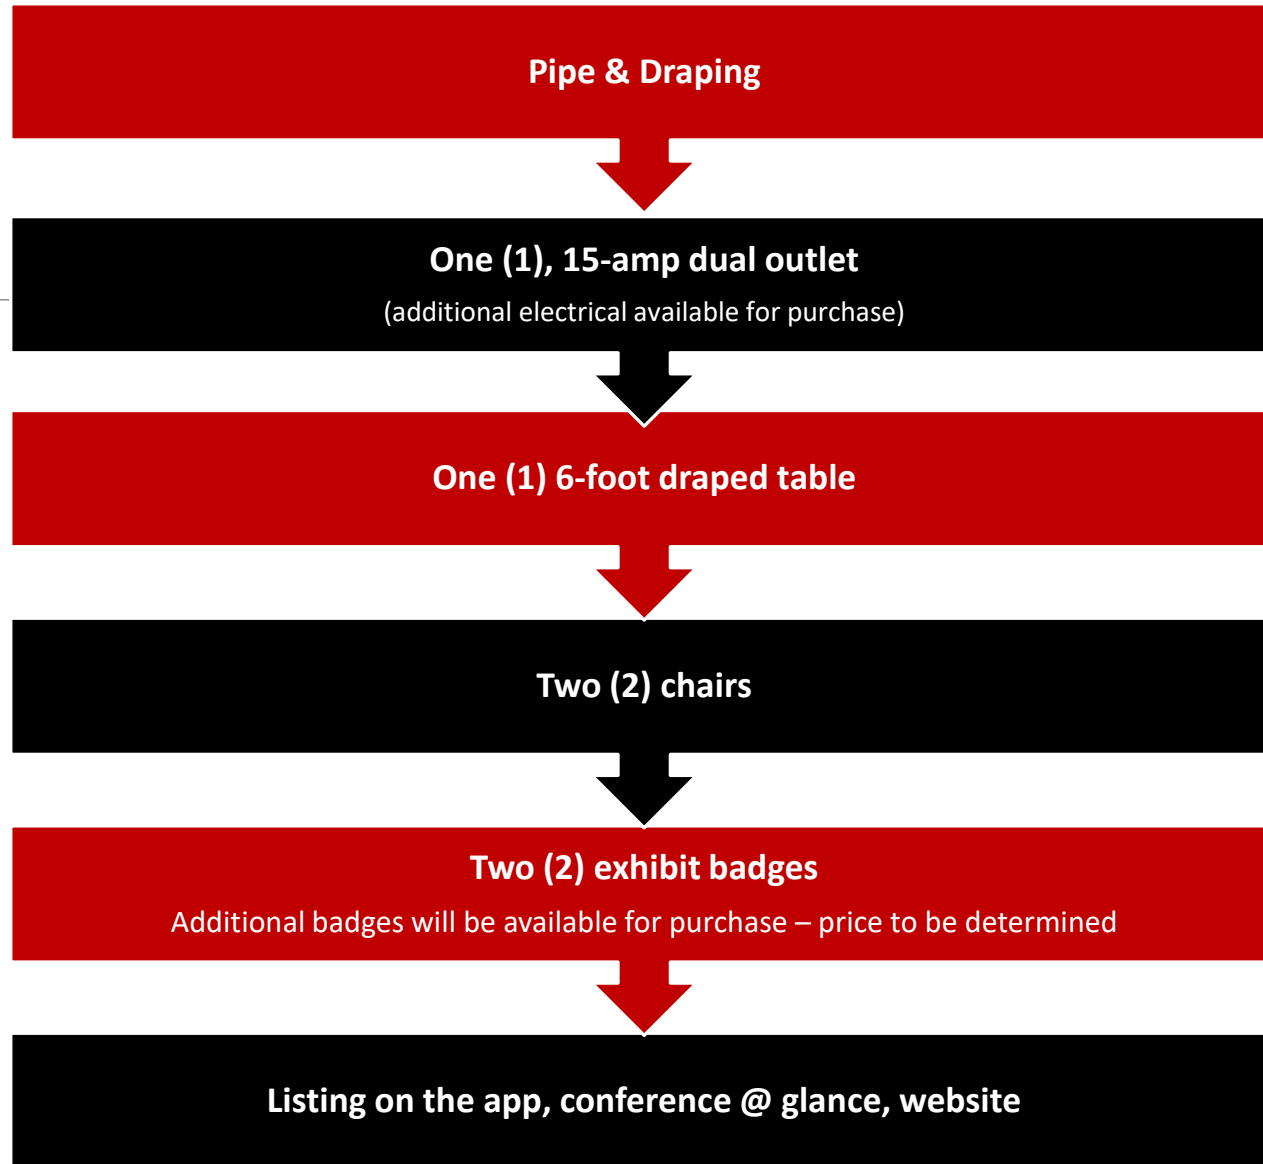 Pipe & Draping
One (1), 15-amp dual outlet
(additional electrical available for purchase)
One (1) 6-foot draped table
Two (2) chairs
Two (2) exhibit badges
Additional badges will be available for purchase – price to be determined
Listing on the app, conference @ glance, website